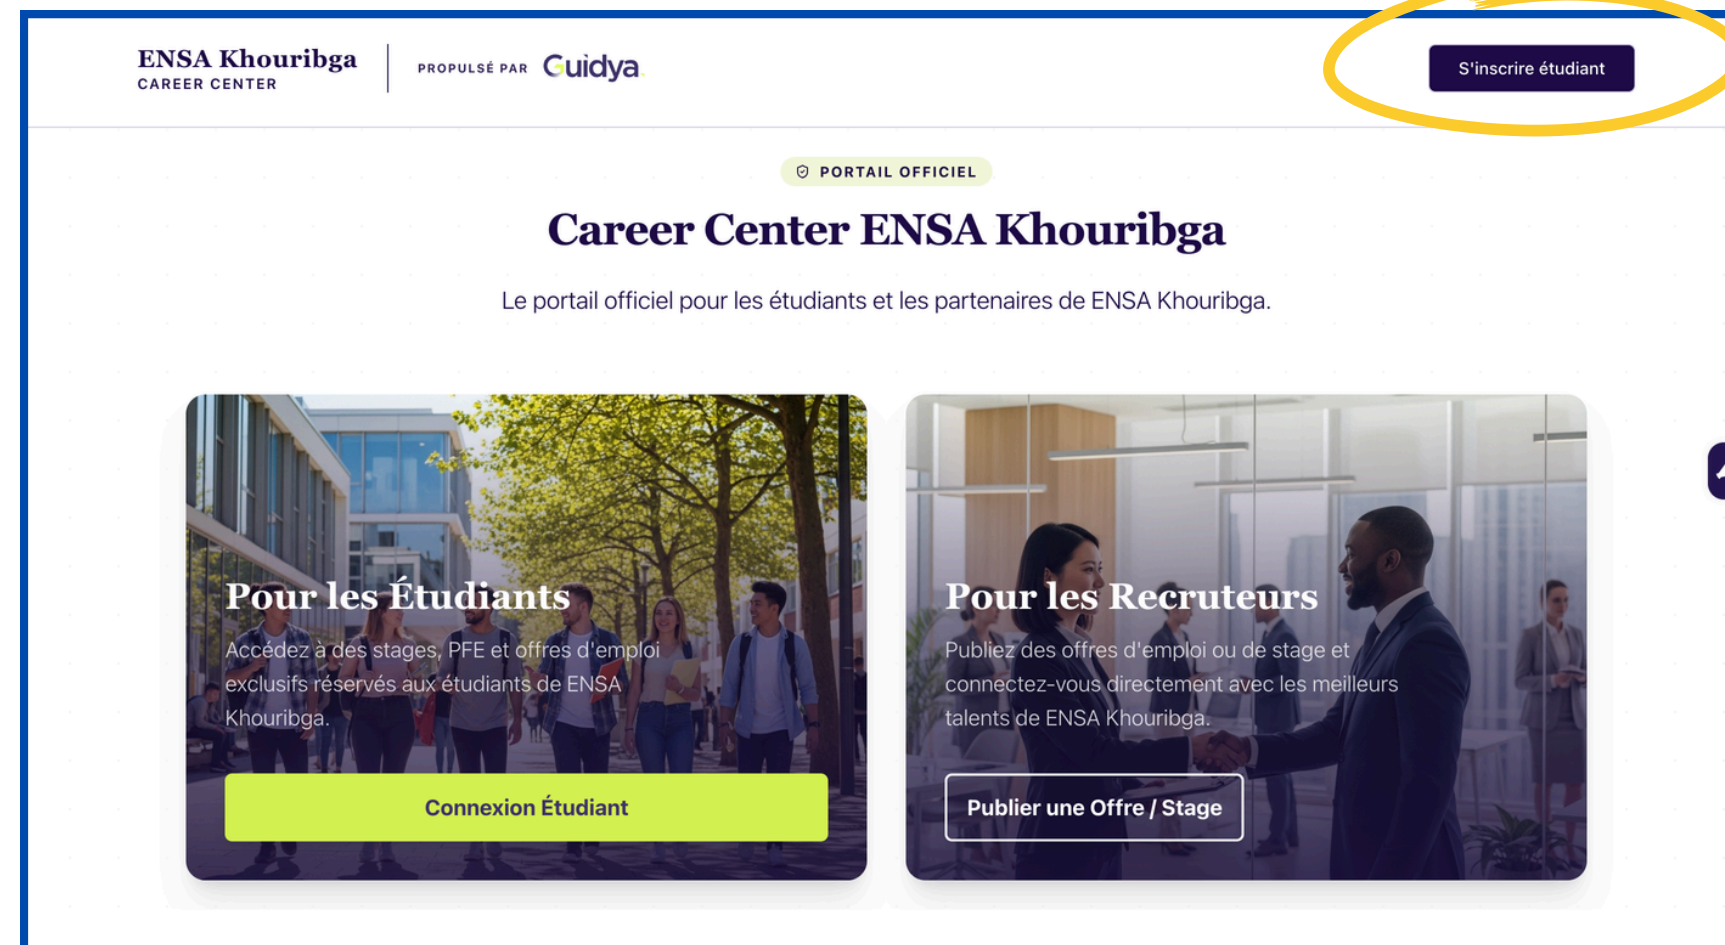 ENSA Khouribga
CAREER CENTER
PROPULSÉ PAR Guidya
S'inscrire étudiant
PORTAIL OFFICIEL
Career Center ENSA Khouribga
Le portail officiel pour les étudiants et les partenaires de ENSA Khouribga.
Pour les Étudiants
Accédez à des stages, PFE et offres d'emploi
exclusifs réservés aux étudiants de ENSA
Khouribga.
Connexion Étudiant
Pour les Recruteurs
Publiez des offres d'emploi ou de stage et
connectez-vous directement avec les meilleurs
talents de ENSA Khouribga.
Publier une Offre / Stage